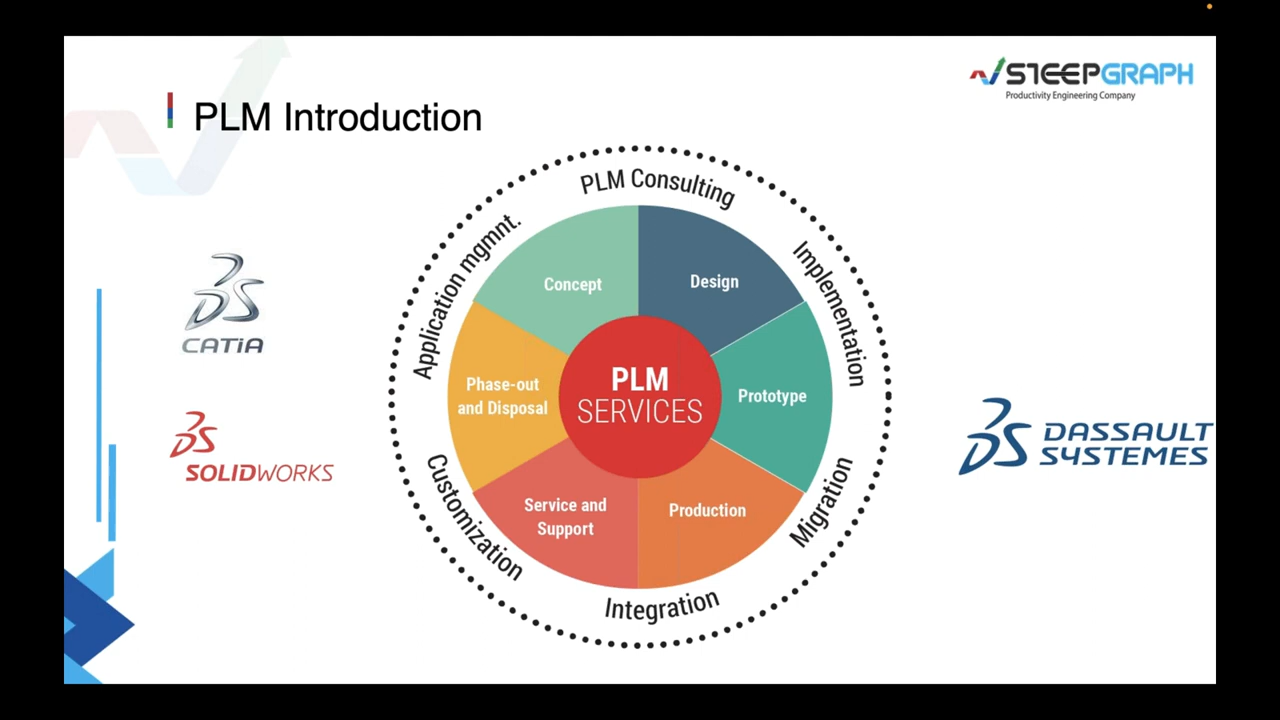 STEEPGRAPH
Productivity Engineering Company
PLM Introduction
PLM Consulting
Application mgmnt.
Implementation
Concept
Design
CATIA
PLM
SERVICES
Phase-out
and Disposal
Prototype
SOLIDWORKS
DASSAULT
SYSTEMES
Customization
Migration
Service and
Support
Production
Integration